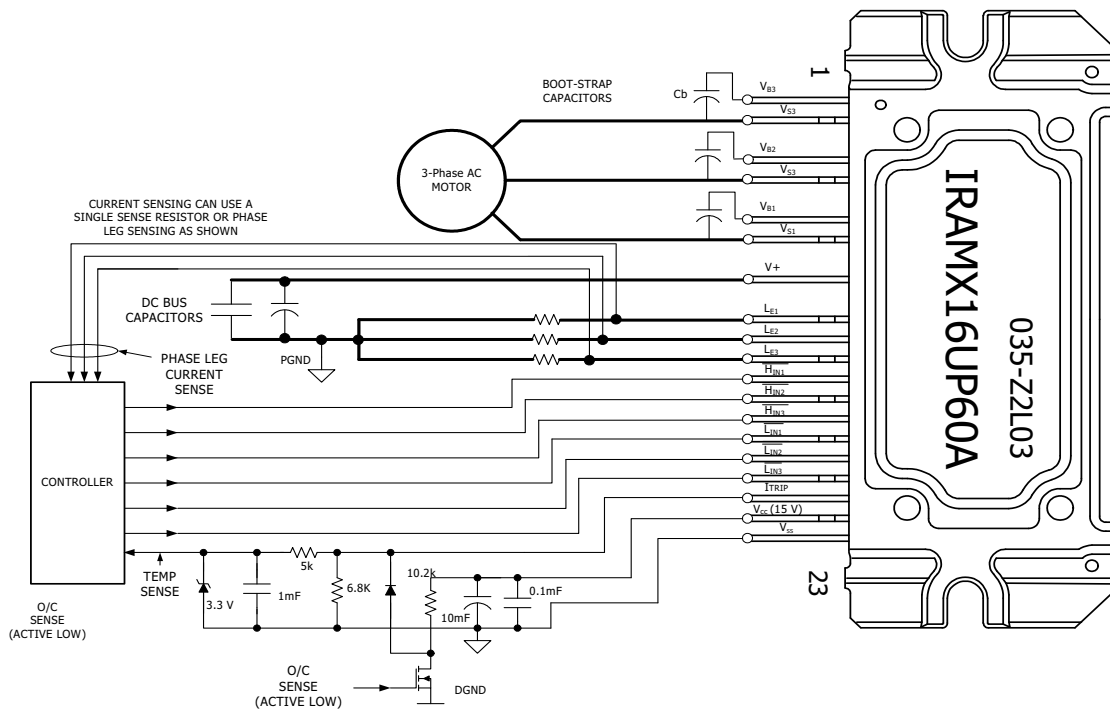 1
BOOT-STRAP
CAPACITORS
Cb
VB3
VS3
VB2
VS3
VB1
VS1
3-Phase AC
MOTOR
CURRENT SENSING CAN USE A
SINGLE SENSE RESISTOR OR PHASE
LEG SENSING AS SHOWN
V+
DC BUS
CAPACITORS
LE1
LE2
LE3
PGND
PHASE LEG
CURRENT
SENSE
HIN1
HIN2
HIN3
LIN1
LIN2
LIN3
ITRIP
VCC (15 V)
VSS
IRAMX16UP60A
035-Z2L03
CONTROLLER
23
TEMP
SENSE
3.3 V
1mF
5k
6.8K
10.2k
10mF
0.1mF
O/C
SENSE
(ACTIVE LOW)
O/C
SENSE
(ACTIVE LOW)
DGND